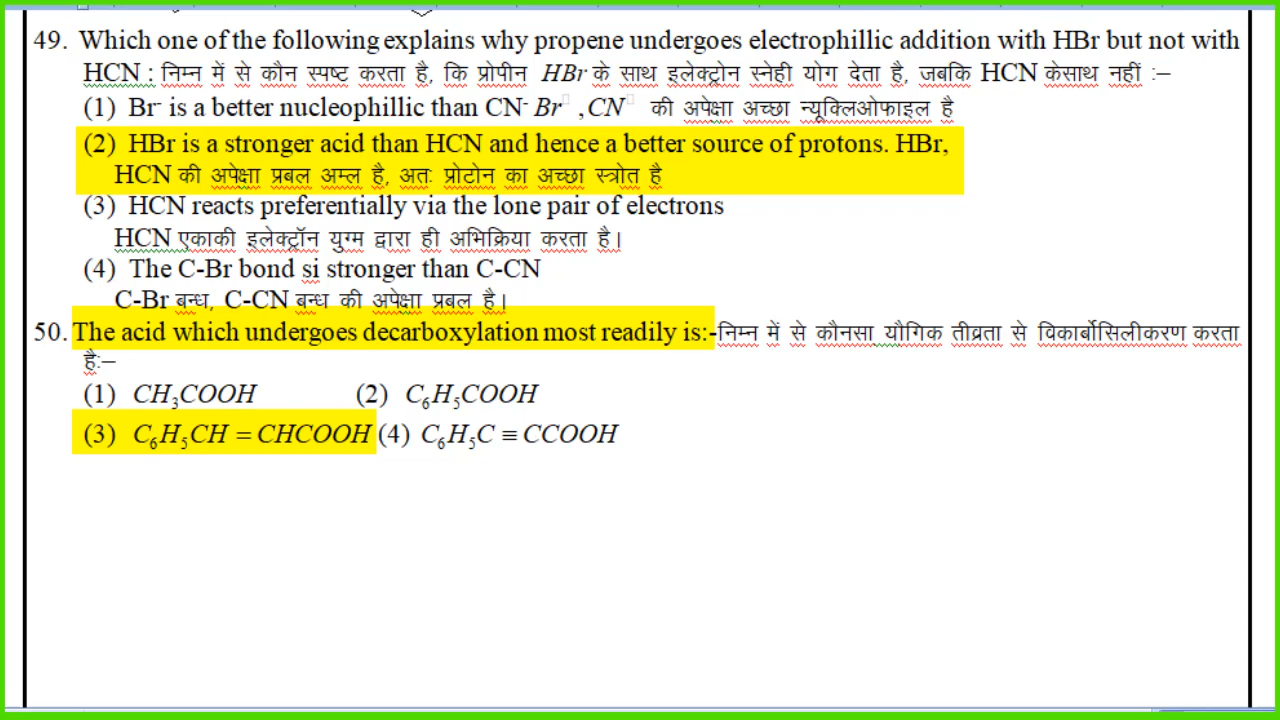 49. Which one of the following explains why propene undergoes electrophillic addition with HBr but not with
HCN : निम्न में से कौन स्पष्ट करता है, कि प्रोपीन HBr के साथ इलेक्ट्रोन स्नेही योग देता है, जबकि HCN केसाथ नहीं :–
(1) Br⁻ is a better nucleophillic than CN⁻ Br , CN की अपेक्षा अच्छा न्यूक्लिओफाइल है
(2) HBr is a stronger acid than HCN and hence a better source of protons. HBr,
HCN की अपेक्षा प्रबल अम्ल है, अतः प्रोटोन का अच्छा स्त्रोत है
(3) HCN reacts preferentially via the lone pair of electrons
HCN एकाकी इलेक्ट्रॉन युग्म द्वारा ही अभिक्रिया करता है।
(4) The C-Br bond si stronger than C-CN
C-Br बन्ध, C-CN बन्ध की अपेक्षा प्रबल है।
50. The acid which undergoes decarboxylation most readily is:-निम्न में से कौनसा यौगिक तीव्रता से विकार्बोसिलीकरण करता
है:–
(1) CH₃COOH (2) C₆H₅COOH
(3) C₆H₅CH = CHCOOH (4) C₆H₅C ≡ CCOOH